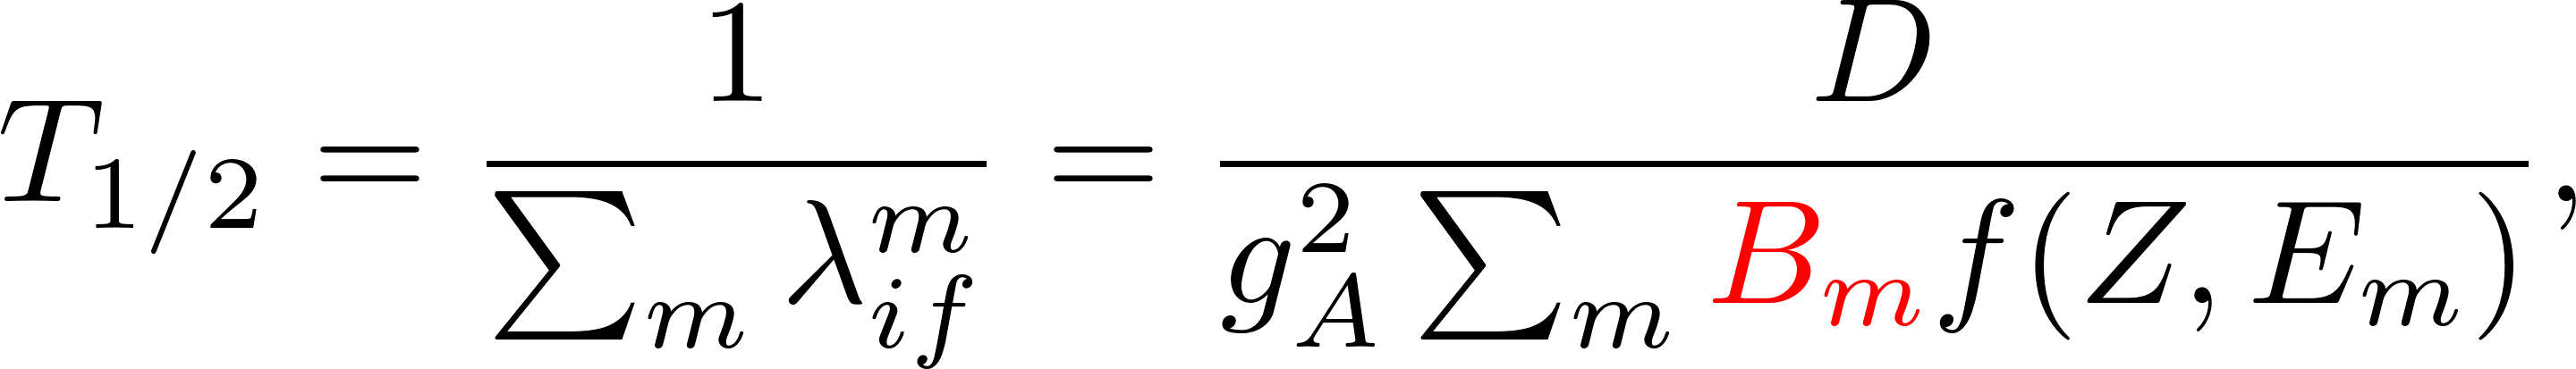 T_{1/2} = \frac{1}{\sum_m \lambda_{if}^m} = \frac{D}{g_A^2 \sum_m B_m f(Z, E_m)},